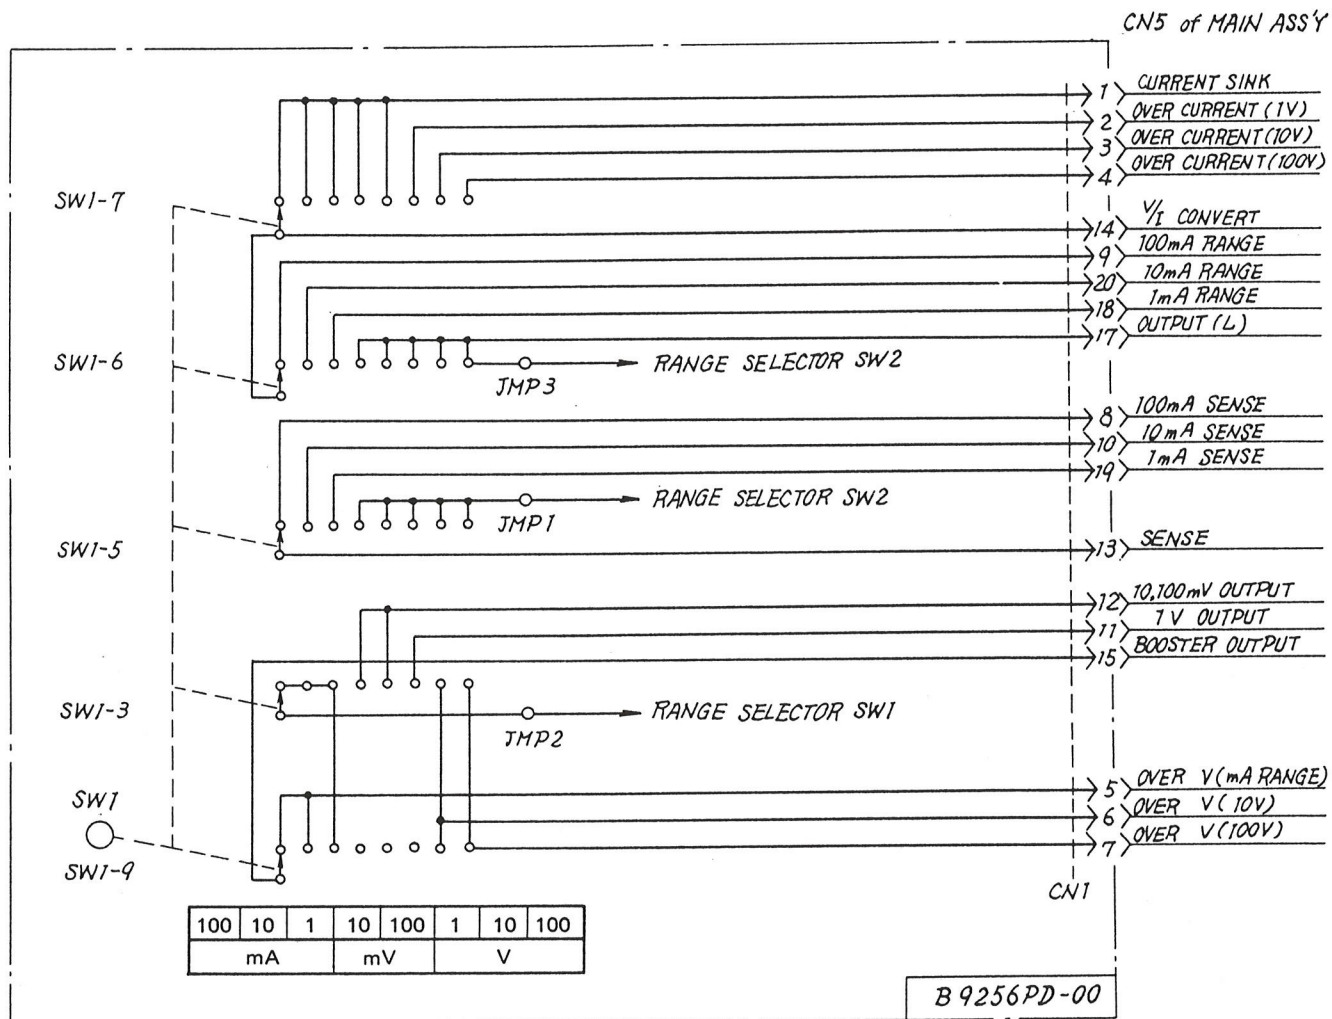 CN5 of MAIN ASS'Y
1 CURRENT SINK
2 OVER CURRENT (1V)
3 OVER CURRENT (10V)
4 OVER CURRENT (100V)
SW1-7
14 V/I CONVERT
9 100mA RANGE
20 10mA RANGE
18 1mA RANGE
17 OUTPUT (L)
SW1-6
RANGE SELECTOR SW2
JMP3
8 100mA SENSE
10 10mA SENSE
19 1mA SENSE
RANGE SELECTOR SW2
JMP1
SW1-5
13 SENSE
12 10,100mV OUTPUT
11 1V OUTPUT
15 BOOSTER OUTPUT
SW1-3
RANGE SELECTOR SW1
JMP2
5 OVER V (mA RANGE)
SW1
6 OVER V (10V)
7 OVER V (100V)
SW1-9
CN1
100 10 1 10 100 1 10 100
mA mV V
B9256PD-00